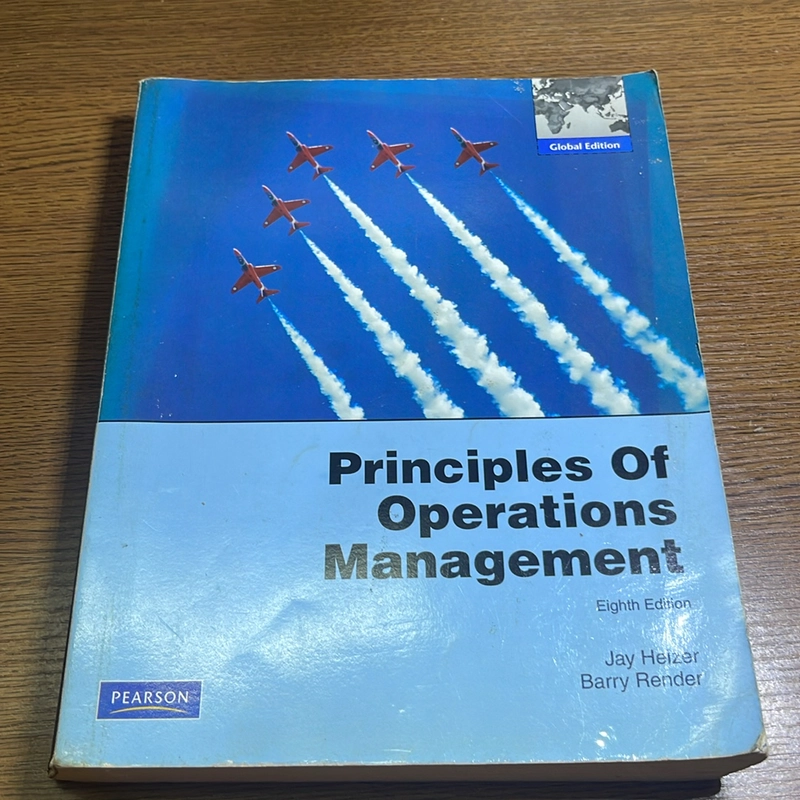 Global Edition
Principles Of
Operations
Management
Eighth Edition
Jay Heizer
Barry Render
PEARSON